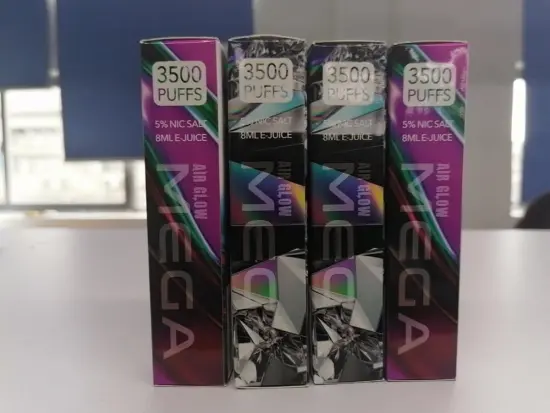 3500
PUFFS
5% NIC SALT
8ML E-JUICE
AIR GLOW
MEGA
3500
PUFFS
5% NIC SALT
8ML E-JUICE
AIR GLOW
MEGA
3500
PUFFS
5% NIC SALT
8ML E-JUICE
AIR GLOW
MEGA
3500
PUFFS
5% NIC SALT
8ML E-JUICE
AIR GLOW
MEGA